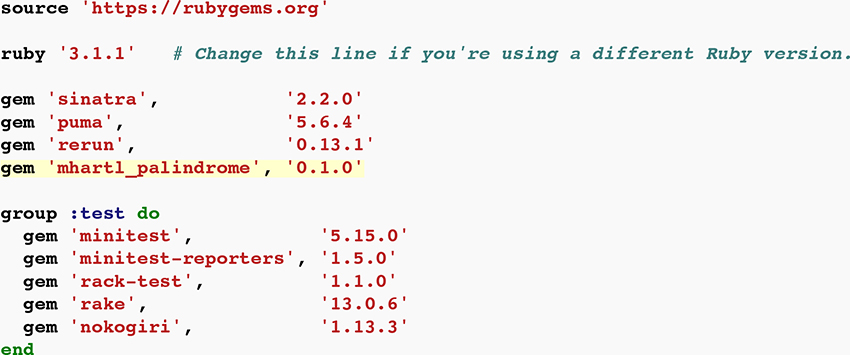 source 'https://rubygems.org'
ruby '3.1.1'   # Change this line if you're using a different Ruby version.
gem 'sinatra',           '2.2.0'
gem 'puma',              '5.6.4'
gem 'rerun',             '0.13.1'
gem 'mhartl_palindrome', '0.1.0'
group :test do
  gem 'minitest',           '5.15.0'
  gem 'minitest-reporters', '1.5.0'
  gem 'rack-test',          '1.1.0'
  gem 'rake',               '13.0.6'
  gem 'nokogiri',           '1.13.3'
end